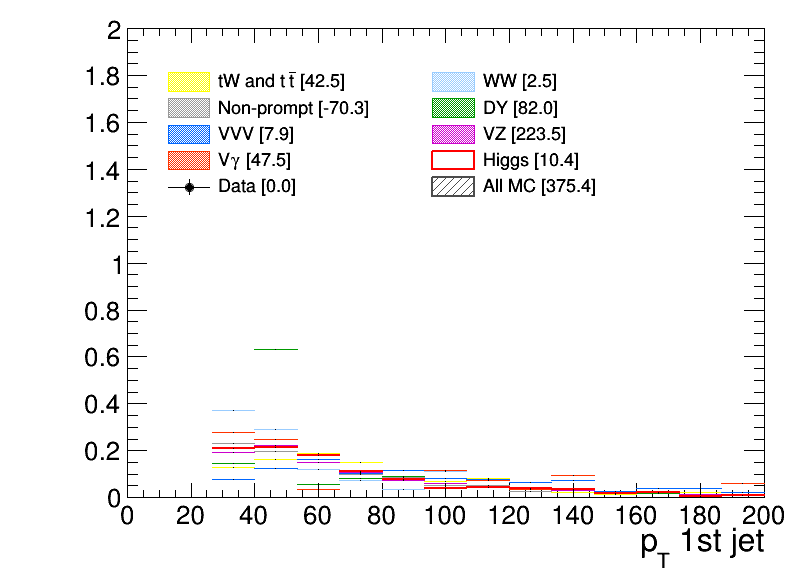 2
1.8
1.6
1.4
1.2
1
0.8
0.6
0.4
0.2
0
tW and t t̄ [42.5]
Non-prompt [-70.3]
VVV [7.9]
Vγ [47.5]
Data [0.0]
WW [2.5]
DY [82.0]
VZ [223.5]
Higgs [10.4]
All MC [375.4]
0 20 40 60 80 100 120 140 160 180 200
p_T 1st jet